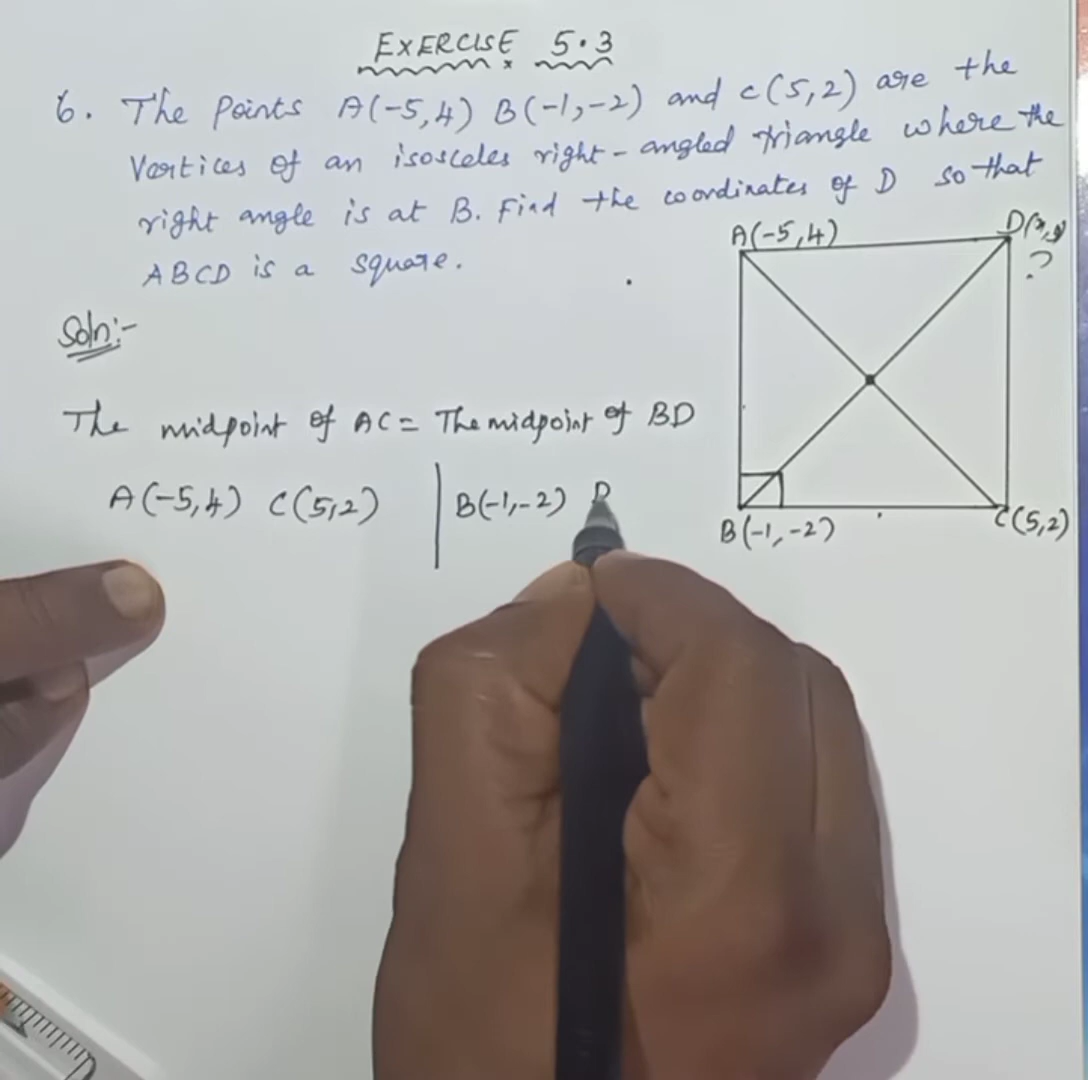 EXERCISE 5.3
6. The points A(-5,4) B(-1,-2) and C(5,2) are the
Vertices of an isosceles right-angled triangle where the
right angle is at B. Find the coordinates of D so that
ABCD is a square.
A(-5,4)
D(x,y)
?
Soln:-
The midpoint of AC = The midpoint of BD
A(-5,4) C(5,2) B(-1,-2) D
B(-1,-2)
C(5,2)